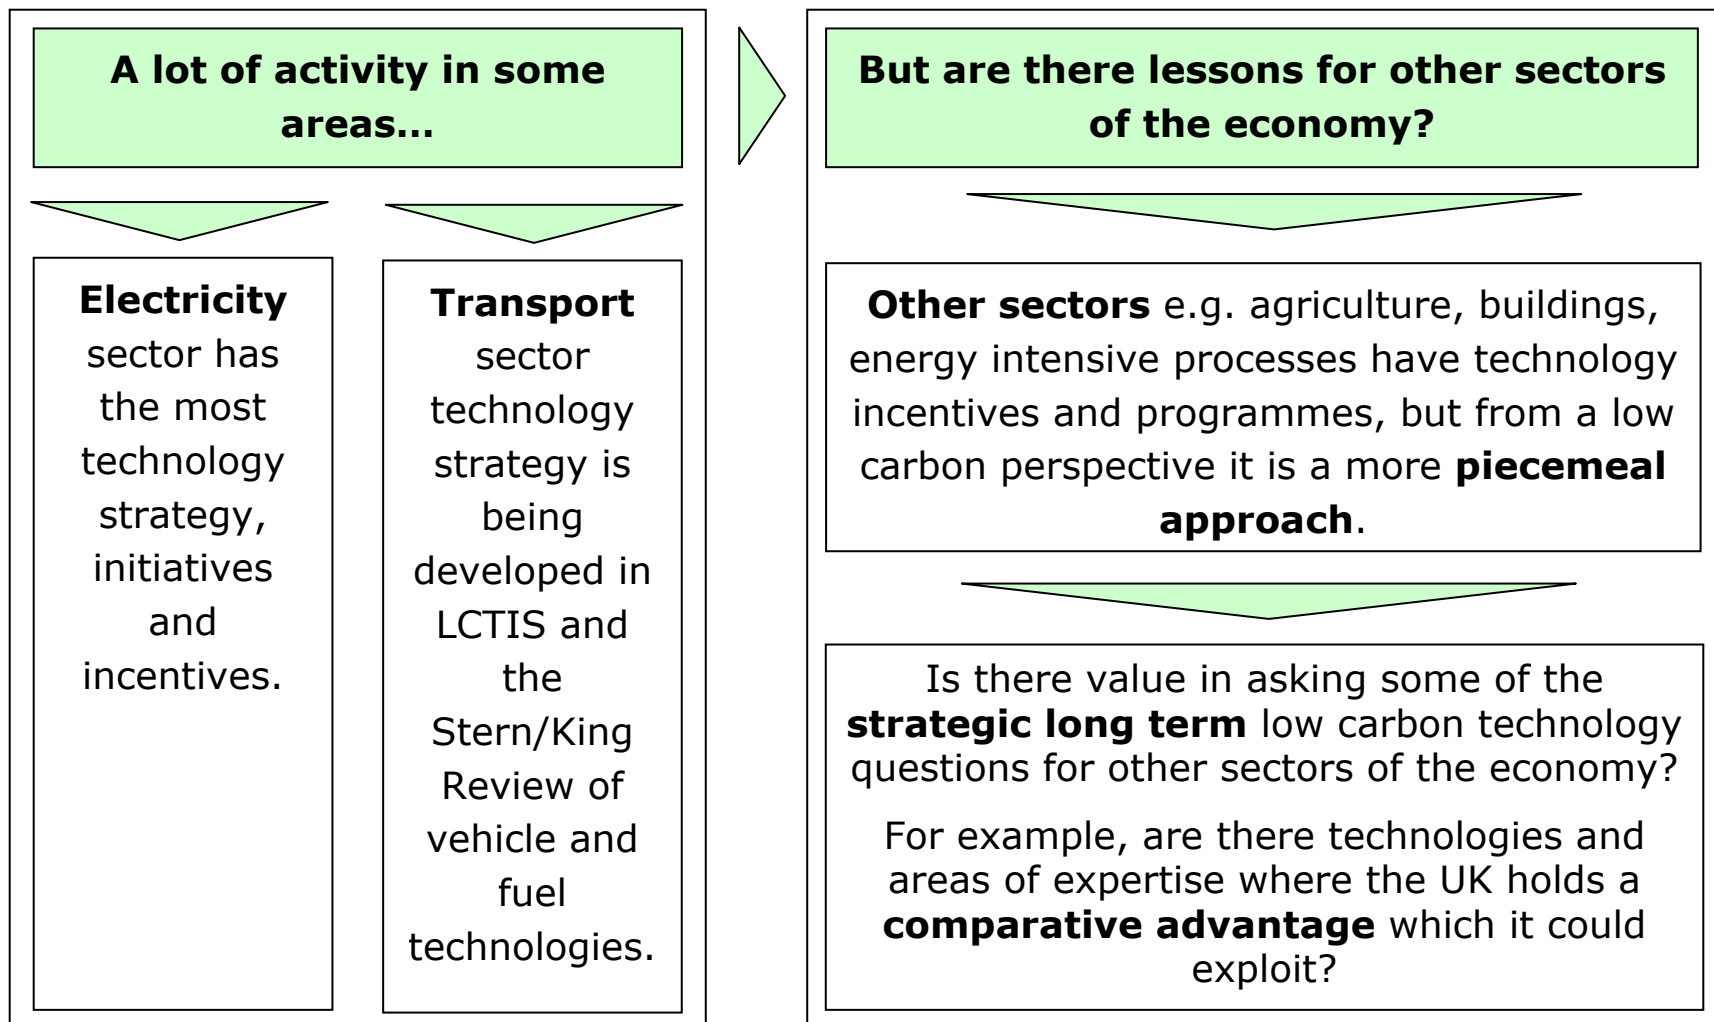 A lot of activity in some
areas…
Electricity
sector has
the most
technology
strategy,
initiatives
and
incentives.
Transport
sector
technology
strategy is
being
developed in
LCTIS and
the
Stern/King
Review of
vehicle and
fuel
technologies.
But are there lessons for other sectors
of the economy?
Other sectors e.g. agriculture, buildings,
energy intensive processes have technology
incentives and programmes, but from a low
carbon perspective it is a more piecemeal
approach.
Is there value in asking some of the
strategic long term low carbon technology
questions for other sectors of the economy?
For example, are there technologies and
areas of expertise where the UK holds a
comparative advantage which it could
exploit?